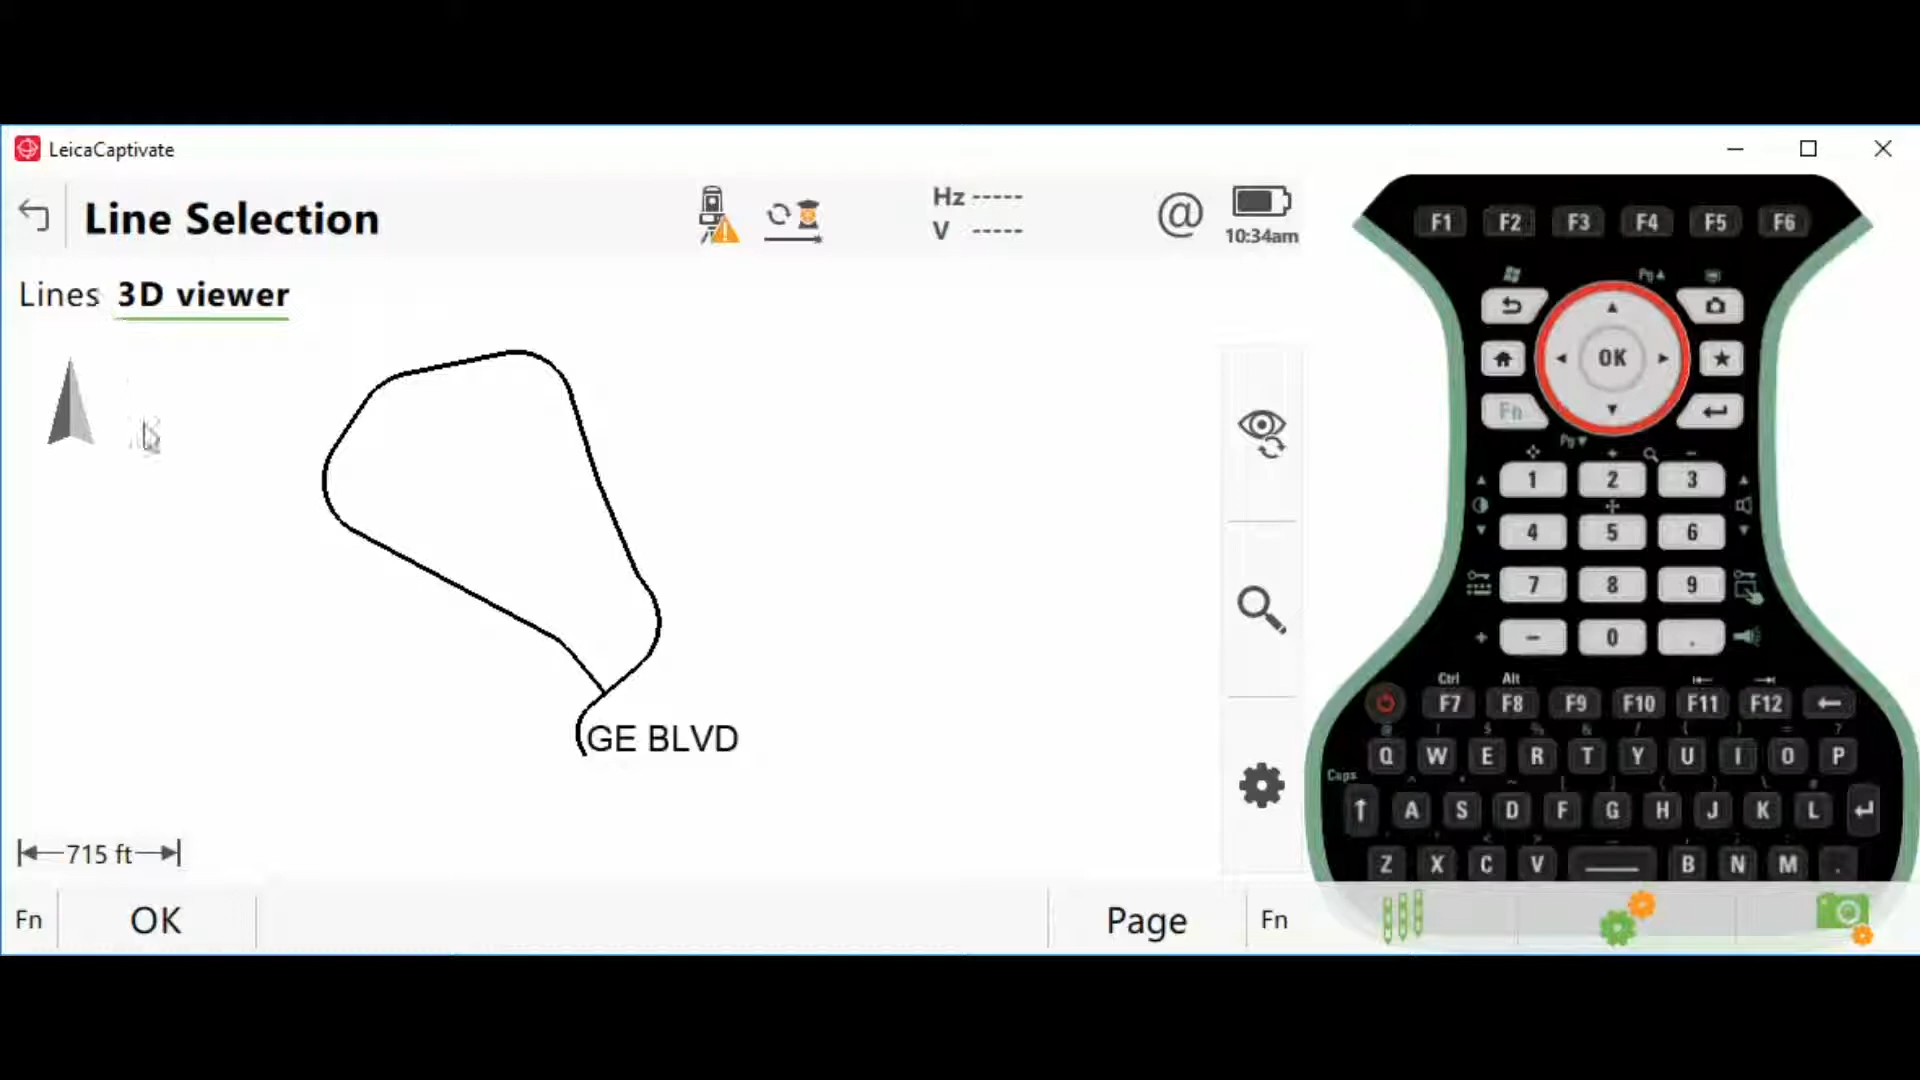 LeicaCaptivate
Line Selection
Hz -----
V -----
@
10:34am
Lines 3D viewer
GE BLVD
715 ft
Fn OK Page Fn
F1 F2 F3 F4 F5 F6
Pg
OK
Fn
Pg
+ -
1 2 3
4 5 6
7 8 9
+ - 0 .
Ctrl Alt
F7 F8 F9 F10 F11 F12
@ ! $ % & / ( ) = ?
Q W E R T Y U I O P
Caps
A S D F G H J K L
Z X C V B N M .